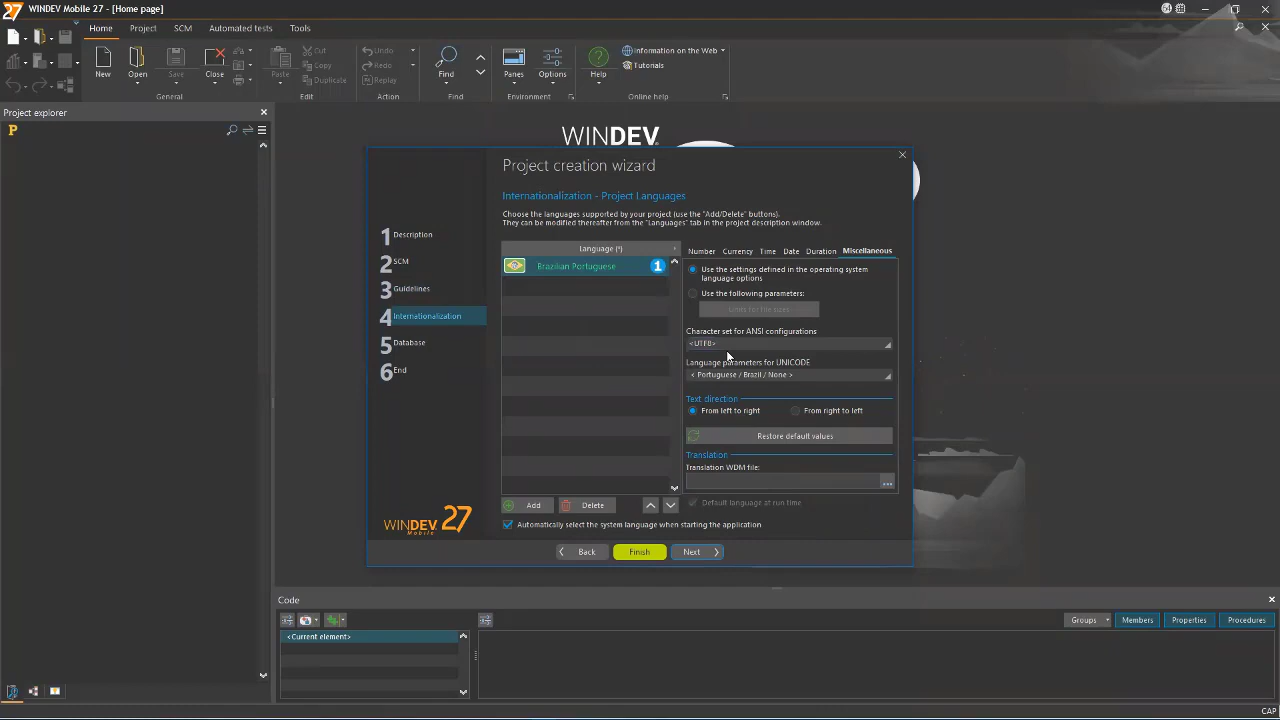 27 WINDEV Mobile 27 - [Home page]
Home Project SCM Automated tests Tools
New Open Save Close
Paste Cut
Copy
Duplicate
Undo
Redo
Replay
Find Panes Options Help
Information on the Web
Tutorials
General Edit Action Find Environment Online help
Project explorer
P
WINDEV
Project creation wizard
Internationalization - Project Languages
Choose the languages supported by your project (use the "Add/Delete" buttons).
They can be modified thereafter from the "Languages" tab in the project description window.
1 Description
2 SCM
3 Guidelines
4 Internationalization
5 Database
6 End
Language (*)
Brazilian Portuguese 1
Number Currency Time Date Duration Miscellaneous
Use the settings defined in the operating system
language options
Use the following parameters:
Units for file sizes
Character set for ANSI configurations
<UTF8>
Language parameters for UNICODE
< Portuguese / Brazil / None >
Text direction
From left to right From right to left
Restore default values
Translation
Translation WDM file:
...
Default language at run time
Add Delete
Automatically select the system language when starting the application
WINDEV 27
Mobile
Back Finish Next
Code
Groups Members Properties Procedures
<Current element>
CAP